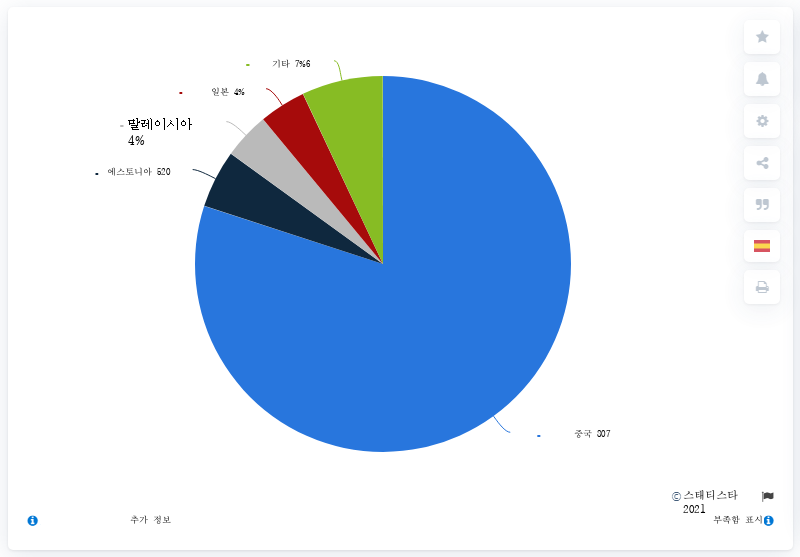 기타 7%6
일본 4%
말레이시아
4%
에스토니아 520
중국 807
© 스태티스타
2021
추가 정보
부족함 표시